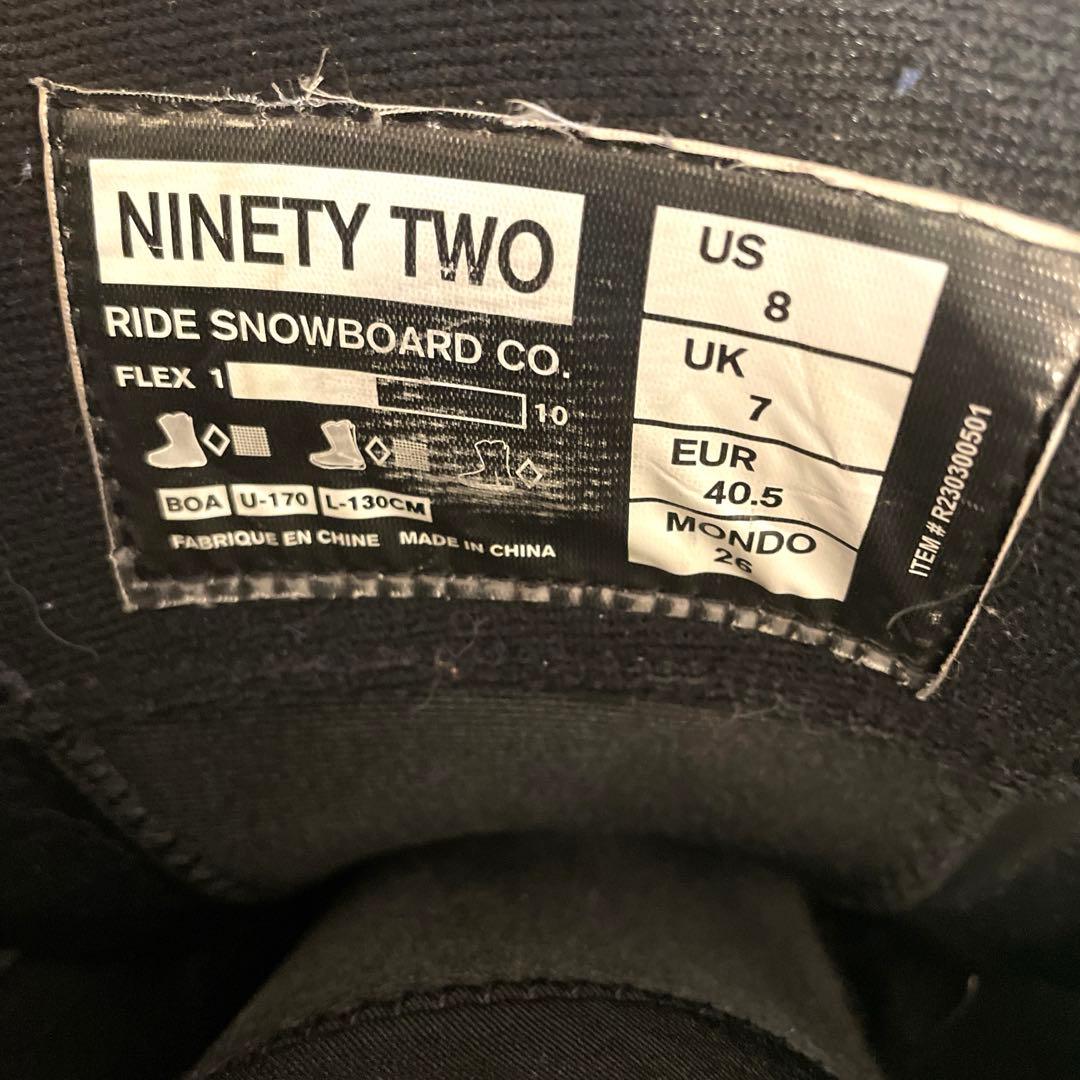 NINETY TWO
RIDE SNOWBOARD CO.
FLEX 1 10
BOA U-170 L-130CM
FABRIQUE EN CHINE MADE IN CHINA
US
8
UK
7
EUR
40.5
MONDO
26
ITEM # R230300501